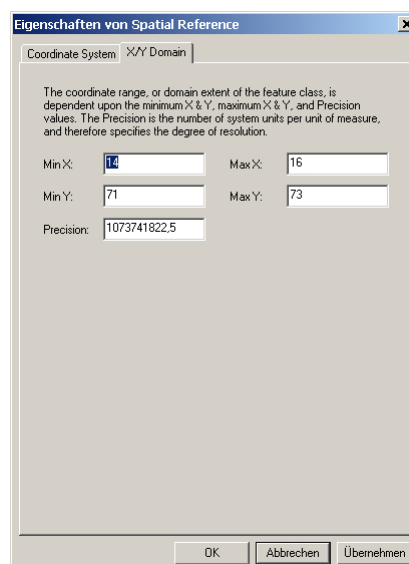 Eigenschaften von Spatial Reference
Coordinate System X/Y Domain
The coordinate range, or domain extent of the feature class, is
dependent upon the minimum X & Y, maximum X & Y, and Precision
values. The Precision is the number of system units per unit of measure,
and therefore specifies the degree of resolution.
Min X: 14 Max X: 16
Min Y: 71 Max Y: 73
Precision: 1073741822,5
OK Abbrechen Übernehmen